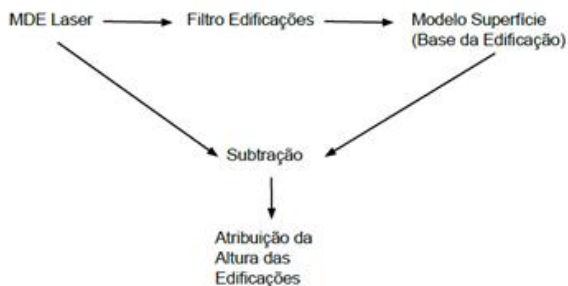 MDE Laser
Filtro Edificações
Modelo Superfície
(Base da Edificação)
Subtração
Atribuição da
Altura das
Edificações